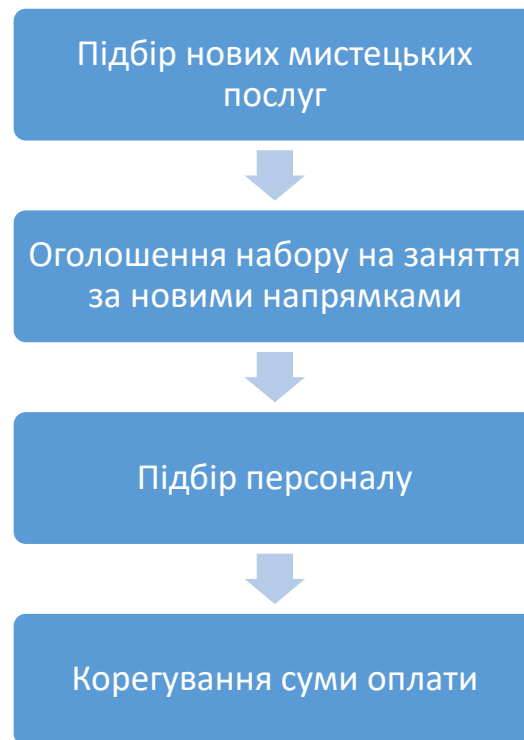 Підбір нових мистецьких
послуг
Оголошення набору на заняття
за новими напрямками
Підбір персоналу
Корегування суми оплати